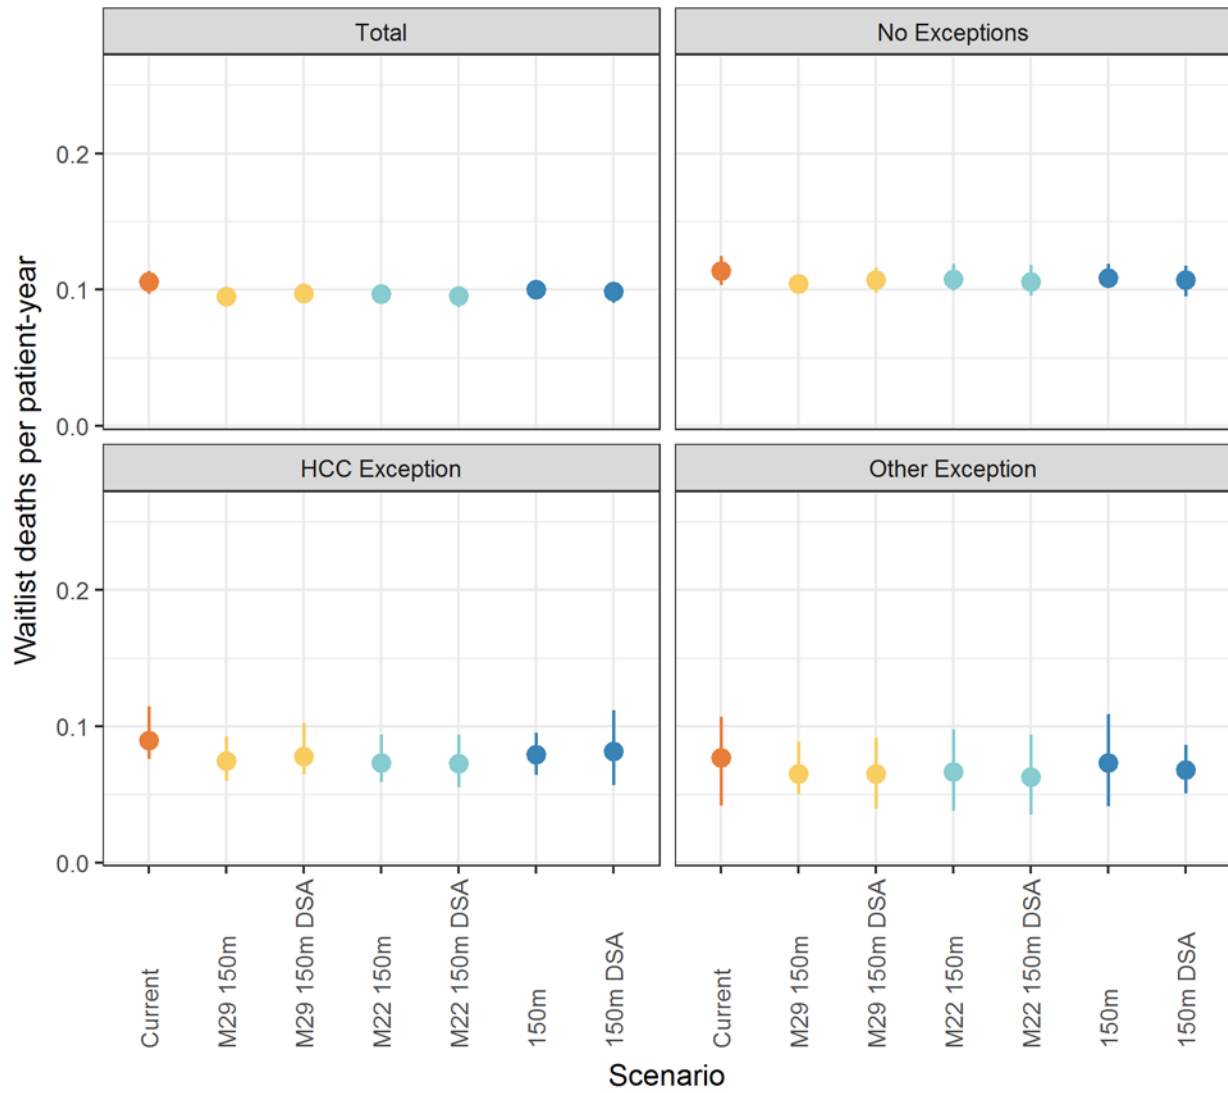 Total
No Exceptions
0.2
0.1
0.0
HCC Exception
Other Exception
0.2
0.1
0.0
Waitlist deaths per patient-year
Current
M29 150m
M29 150m DSA
M22 150m
M22 150m DSA
150m
150m DSA
Current
M29 150m
M29 150m DSA
M22 150m
M22 150m DSA
150m
150m DSA
Scenario